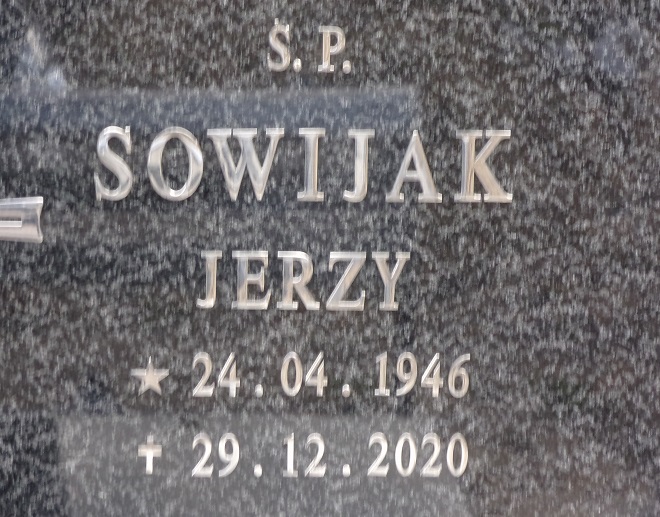 Ś. P.
SOWIJAK
JERZY
★ 24.04.1946
✝ 29.12.2020